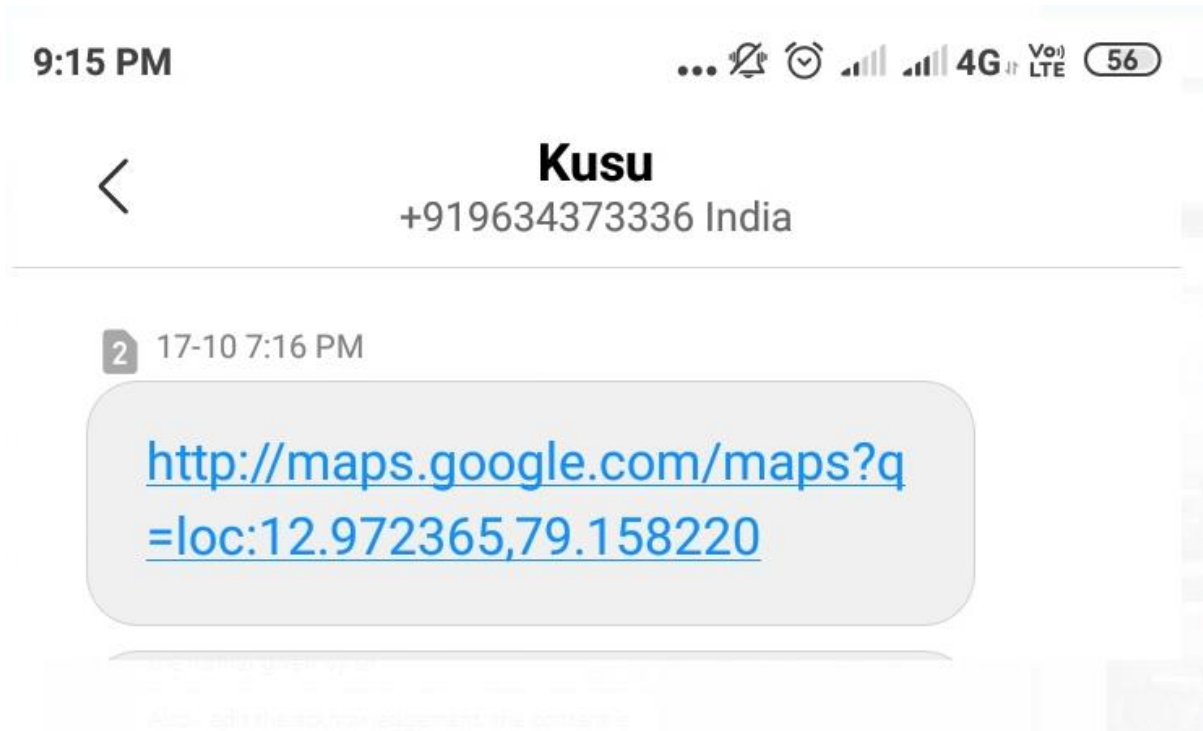 9:15 PM ... 4G VoLTE 56
Kusu
+919634373336 India
2 17-10 7:16 PM
http://maps.google.com/maps?q
=loc:12.972365,79.158220